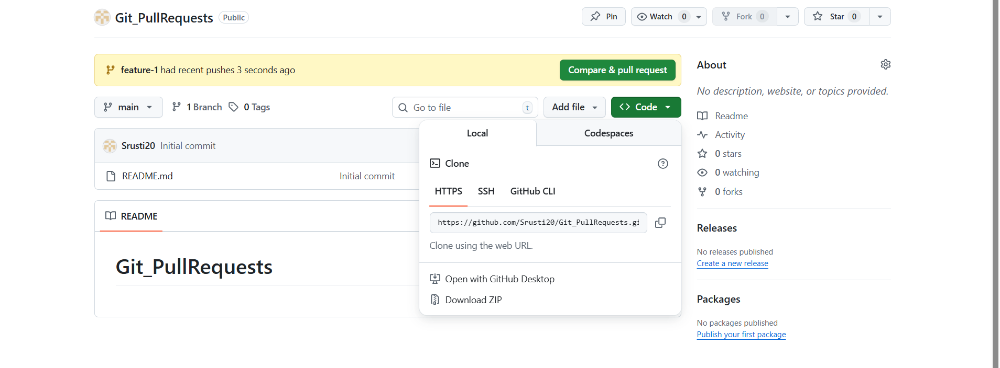 Git_PullRequests Public Pin Watch 0 Fork 0 Star 0
feature-1 had recent pushes 3 seconds ago Compare & pull request
main 1 Branch 0 Tags Go to file t Add file Code
Srusti20 Initial commit
README.md Initial commit
README
Git_PullRequests
Local Codespaces
Clone
HTTPS SSH GitHub CLI
https://github.com/Srusti20/Git_PullRequests.gi
Clone using the web URL.
Open with GitHub Desktop
Download ZIP
About
No description, website, or topics provided.
Readme
Activity
0 stars
0 watching
0 forks
Releases
No releases published
Create a new release
Packages
No packages published
Publish your first package